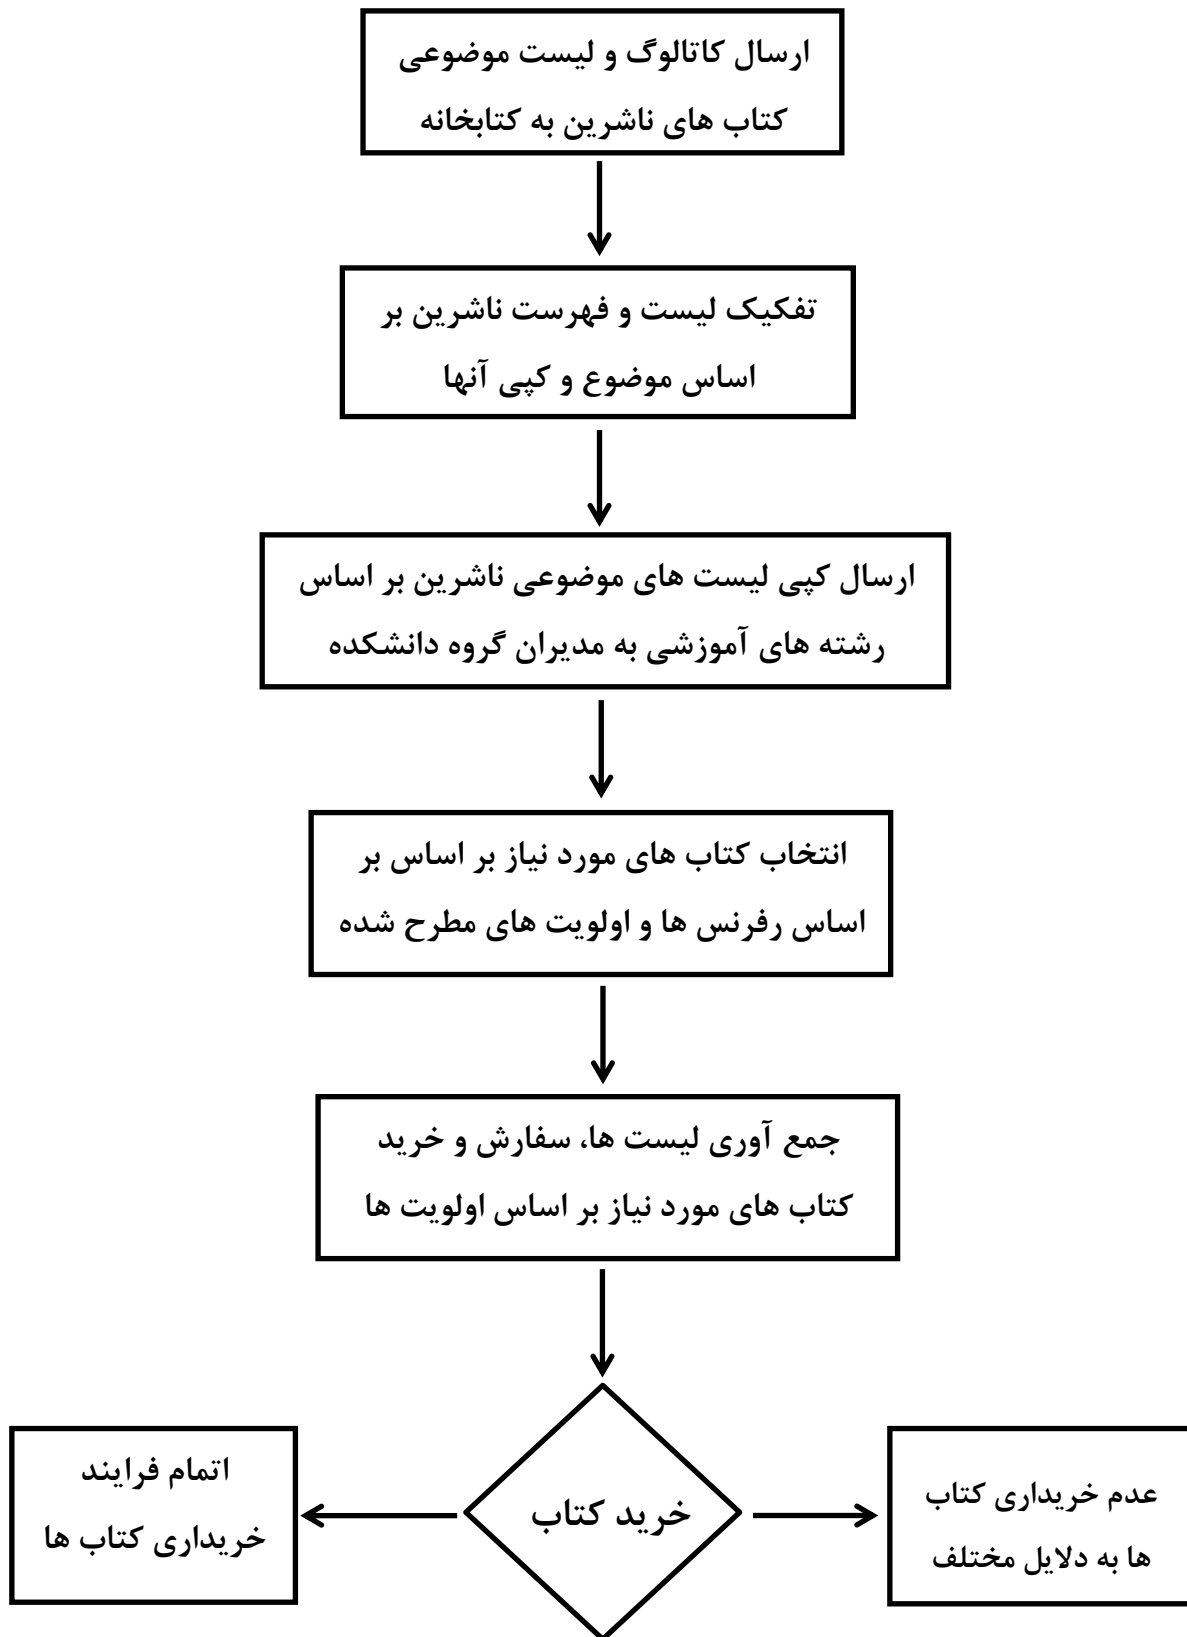 ارسال کاتالوگ و لیست موضوعی
کتاب های ناشرین به کتابخانه
تفکیک لیست و فهرست ناشرین بر
اساس موضوع و کپی آنها
ارسال کپی لیست های موضوعی ناشرین بر اساس
رشته های آموزشی به مدیران گروه دانشکده
انتخاب کتاب های مورد نیاز بر اساس بر
اساس رفرنس ها و اولویت های مطرح شده
جمع آوری لیست ها، سفارش و خرید
کتاب های مورد نیاز بر اساس اولویت ها
خرید کتاب
عدم خریداری کتاب
ها به دلایل مختلف
اتمام فرایند
خریداری کتاب ها